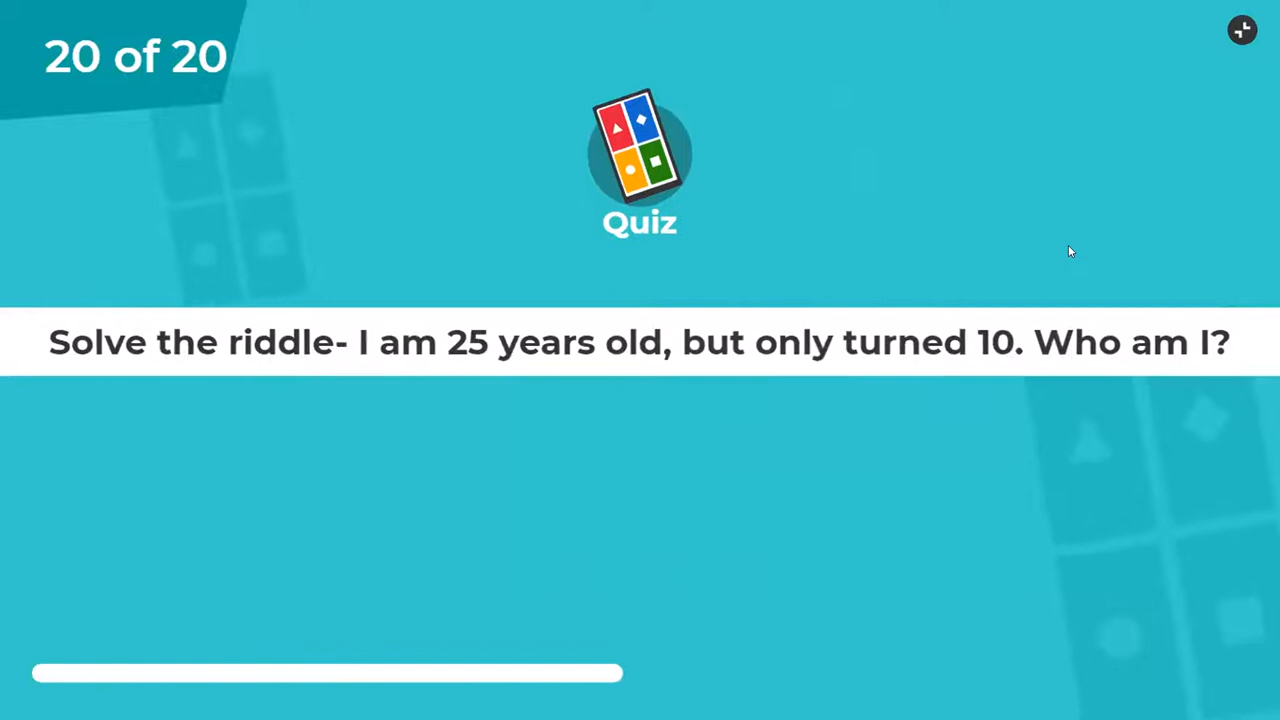 20 of 20
Quiz
Solve the riddle- I am 25 years old, but only turned 10. Who am I?